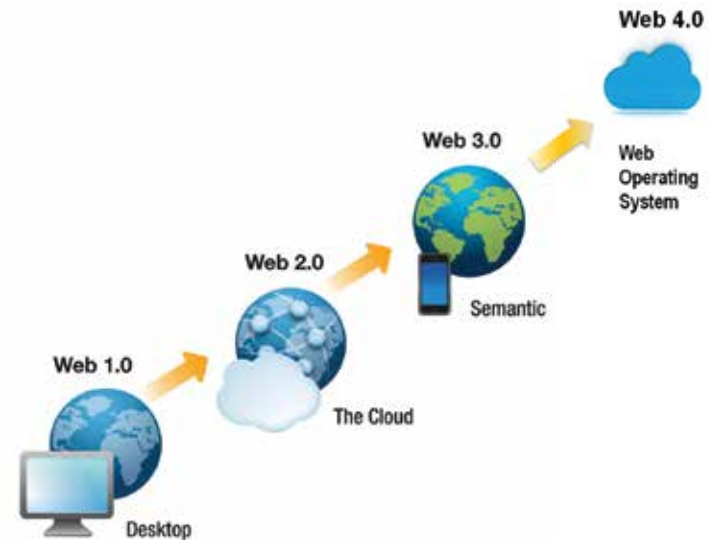 Web 4.0
Web
Operating
System
Web 3.0
Semantic
Web 2.0
The Cloud
Web 1.0
Desktop